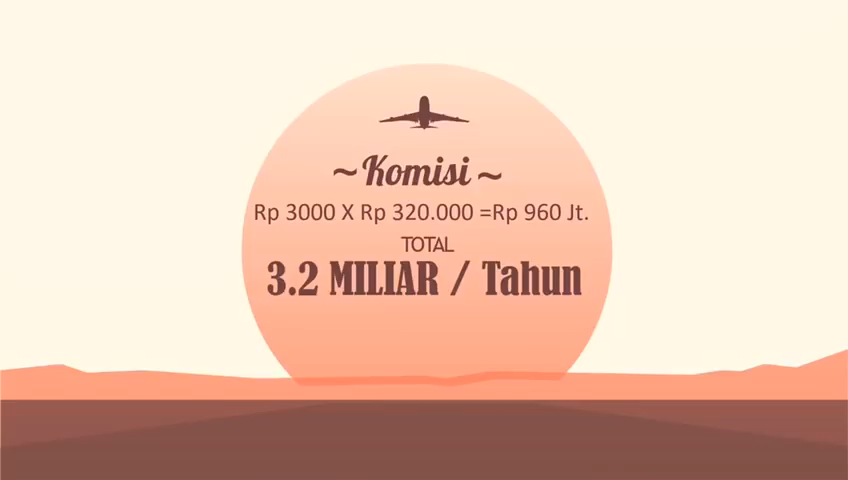 ~Komisi~
Rp 3000 X Rp 320.000 =Rp 960 Jt.
TOTAL
3.2 MILIAR / Tahun